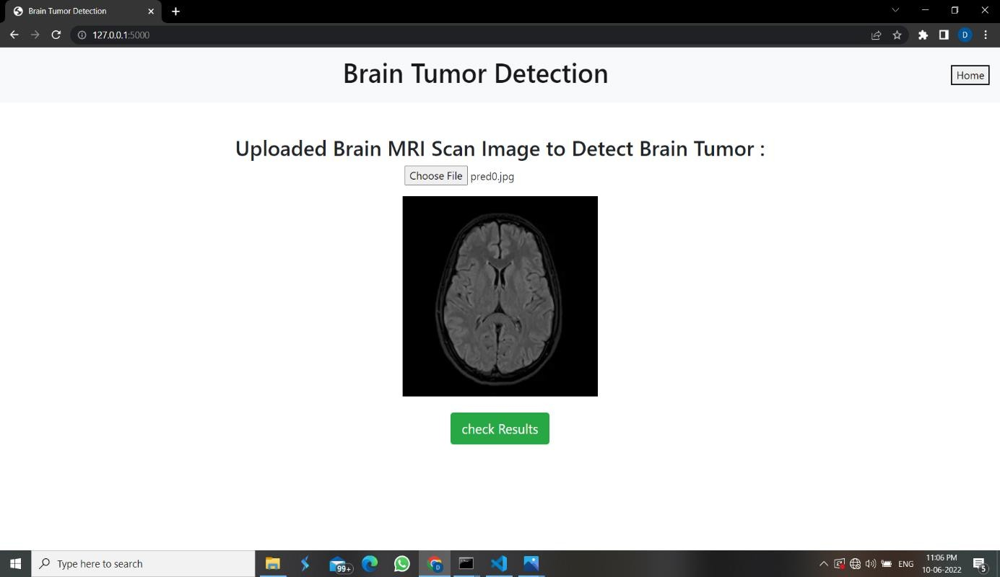 Brain Tumor Detection
127.0.0.1:5000
D
Brain Tumor Detection
Home
Uploaded Brain MRI Scan Image to Detect Brain Tumor :
Choose File pred0.jpg
check Results
Type here to search
99+
D
ENG
11:06 PM
10-06-2022
5